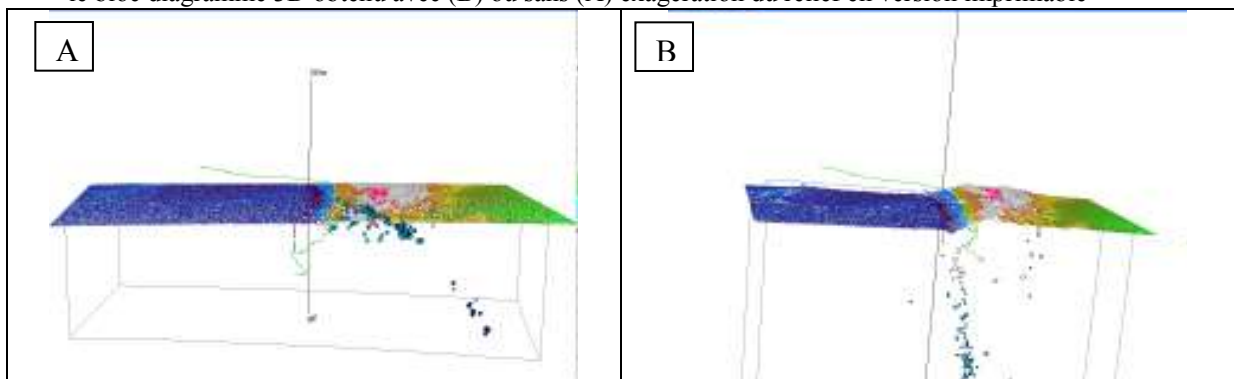 le bloc diagramme 3D obtenu avec (B) ou sans (A) exagération du relief en version imprimable
A
B